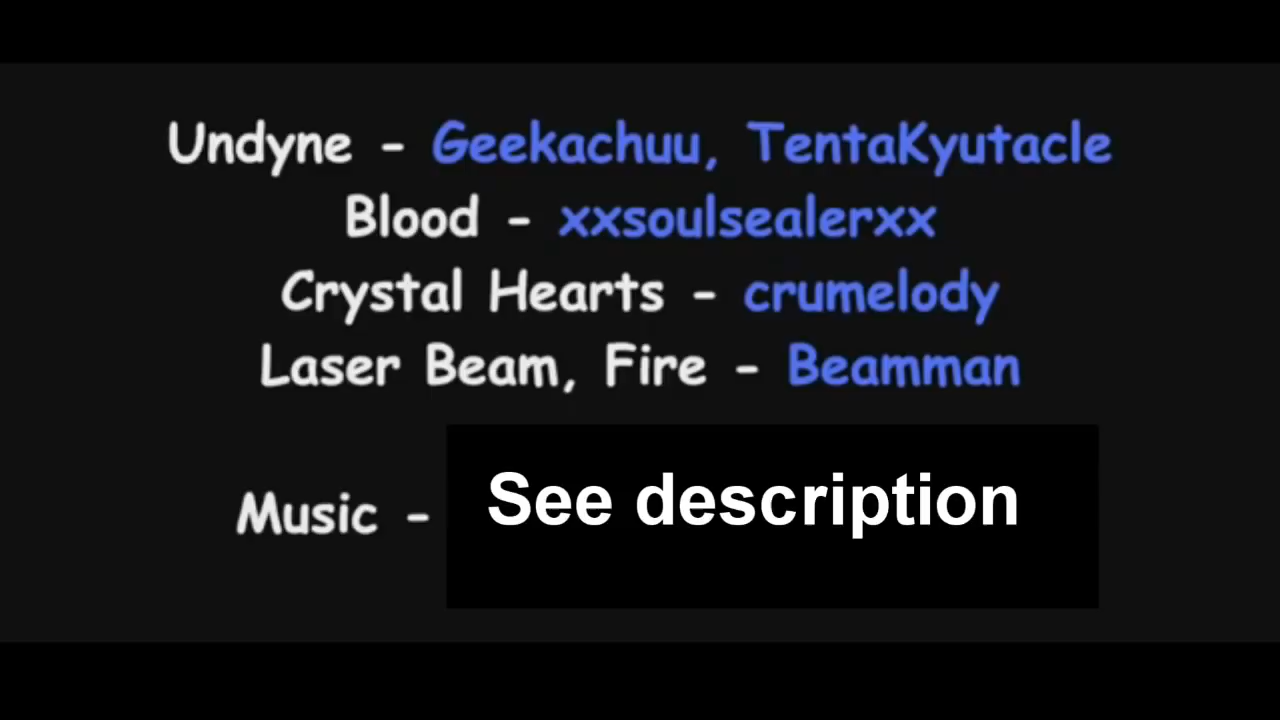 Undyne - Geekachuu, TentaKyutacle
Blood - xxsoulsealerxx
Crystal Hearts - crumelody
Laser Beam, Fire - Beamman
Music - See description